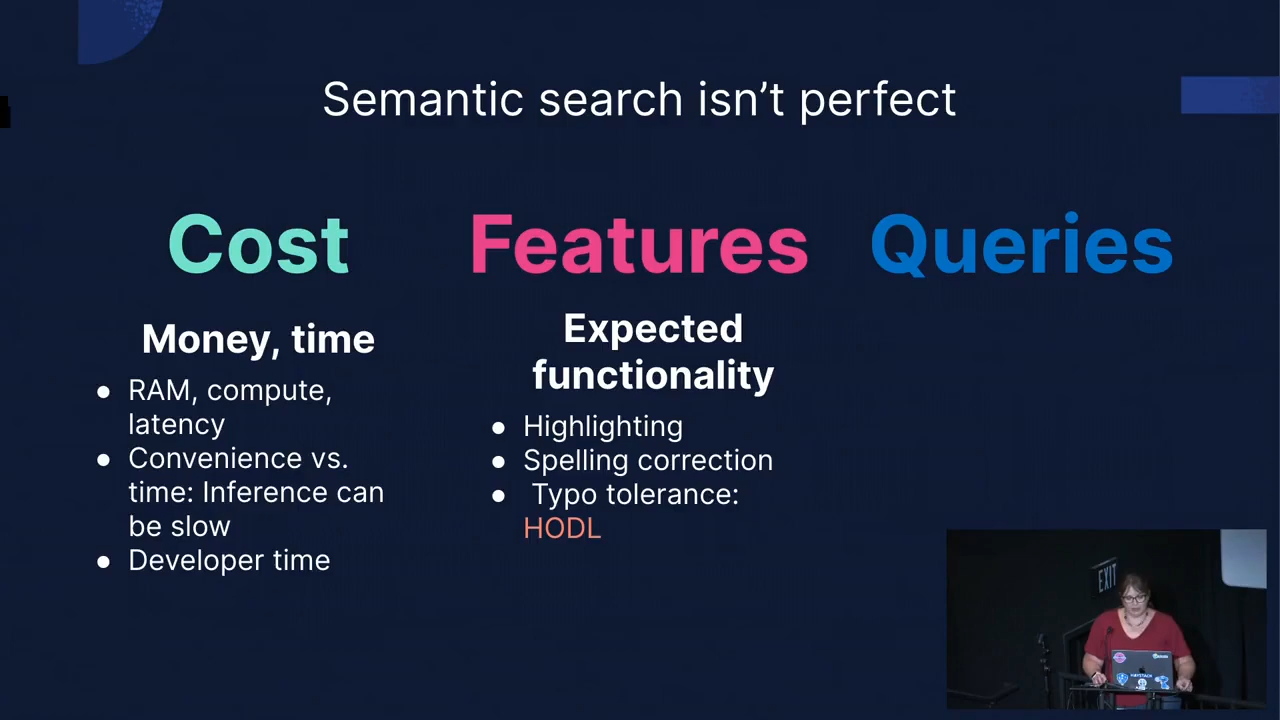 Semantic search isn't perfect
Cost
Features
Queries
Money, time
● RAM, compute,
latency
● Convenience vs.
time: Inference can
be slow
● Developer time
Expected
functionality
● Highlighting
● Spelling correction
● Typo tolerance:
HODL
EXIT
HAYSTACK